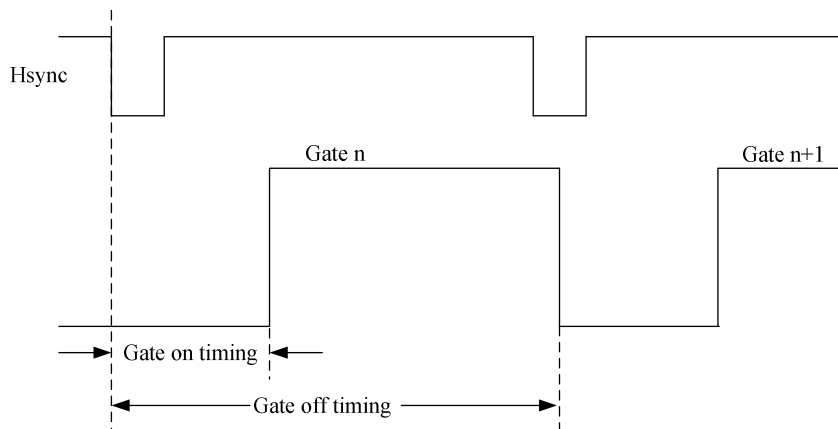 Hsync
Gate n
Gate n+1
Gate on timing
Gate off timing